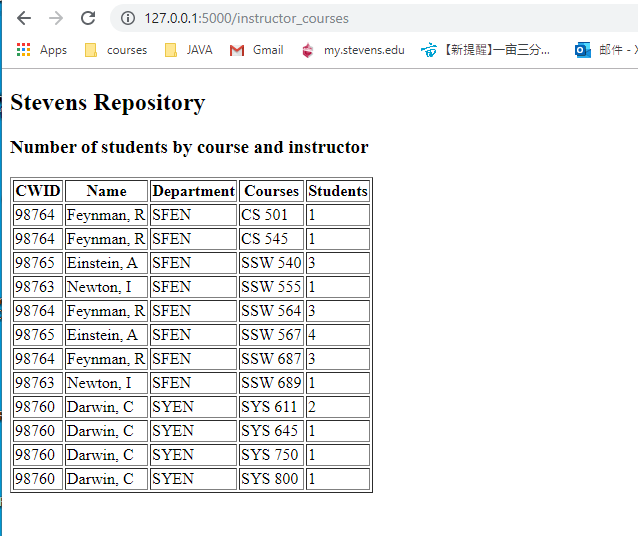 127.0.0.1:5000/instructor_courses
Apps courses JAVA Gmail my.stevens.edu 【新提醒】一亩三分... 邮件 - X
Stevens Repository
Number of students by course and instructor
CWID Name Department Courses Students
98764 Feynman, R SFEN CS 501 1
98764 Feynman, R SFEN CS 545 1
98765 Einstein, A SFEN SSW 540 3
98763 Newton, I SFEN SSW 555 1
98764 Feynman, R SFEN SSW 564 3
98765 Einstein, A SFEN SSW 567 4
98764 Feynman, R SFEN SSW 687 3
98763 Newton, I SFEN SSW 689 1
98760 Darwin, C SYEN SYS 611 2
98760 Darwin, C SYEN SYS 645 1
98760 Darwin, C SYEN SYS 750 1
98760 Darwin, C SYEN SYS 800 1